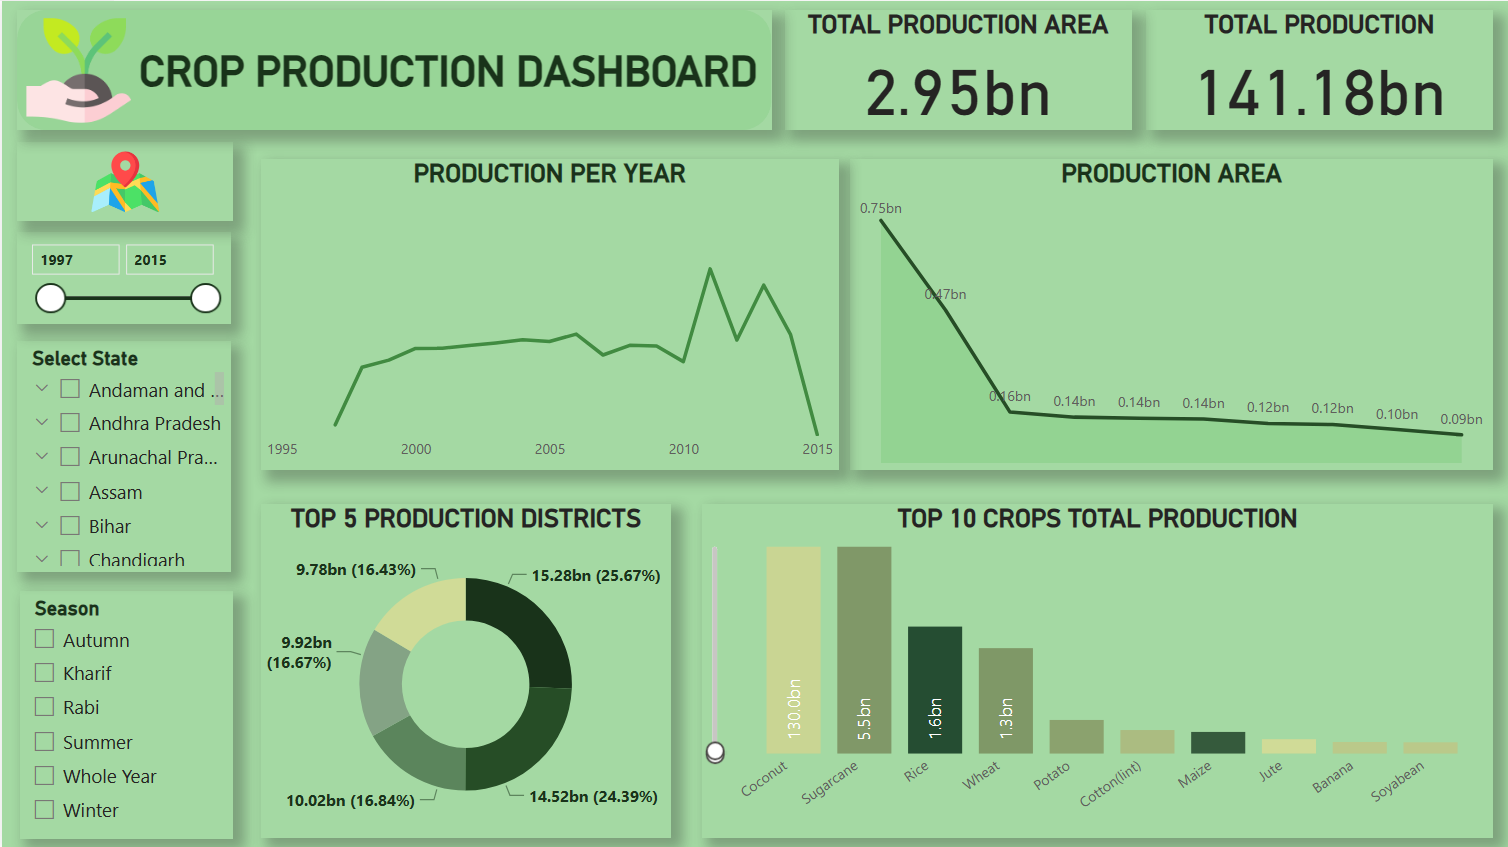 CROP PRODUCTION DASHBOARD
TOTAL PRODUCTION AREA
2.95bn
TOTAL PRODUCTION
141.18bn
1997
2015
Select State
Andaman and ...
Andhra Pradesh
Arunachal Pra...
Assam
Bihar
Chandigarh
Season
Autumn
Kharif
Rabi
Summer
Whole Year
Winter
PRODUCTION PER YEAR
1995
2000
2005
2010
2015
PRODUCTION AREA
0.75bn
0.47bn
0.16bn
0.14bn
0.14bn
0.14bn
0.12bn
0.12bn
0.10bn
0.09bn
TOP 5 PRODUCTION DISTRICTS
9.78bn (16.43%)
15.28bn (25.67%)
9.92bn
(16.67%)
10.02bn (16.84%)
14.52bn (24.39%)
TOP 10 CROPS TOTAL PRODUCTION
130.0bn
5.5bn
1.6bn
1.3bn
Coconut
Sugarcane
Rice
Wheat
Potato
Cotton(lint)
Maize
Jute
Banana
Soyabean